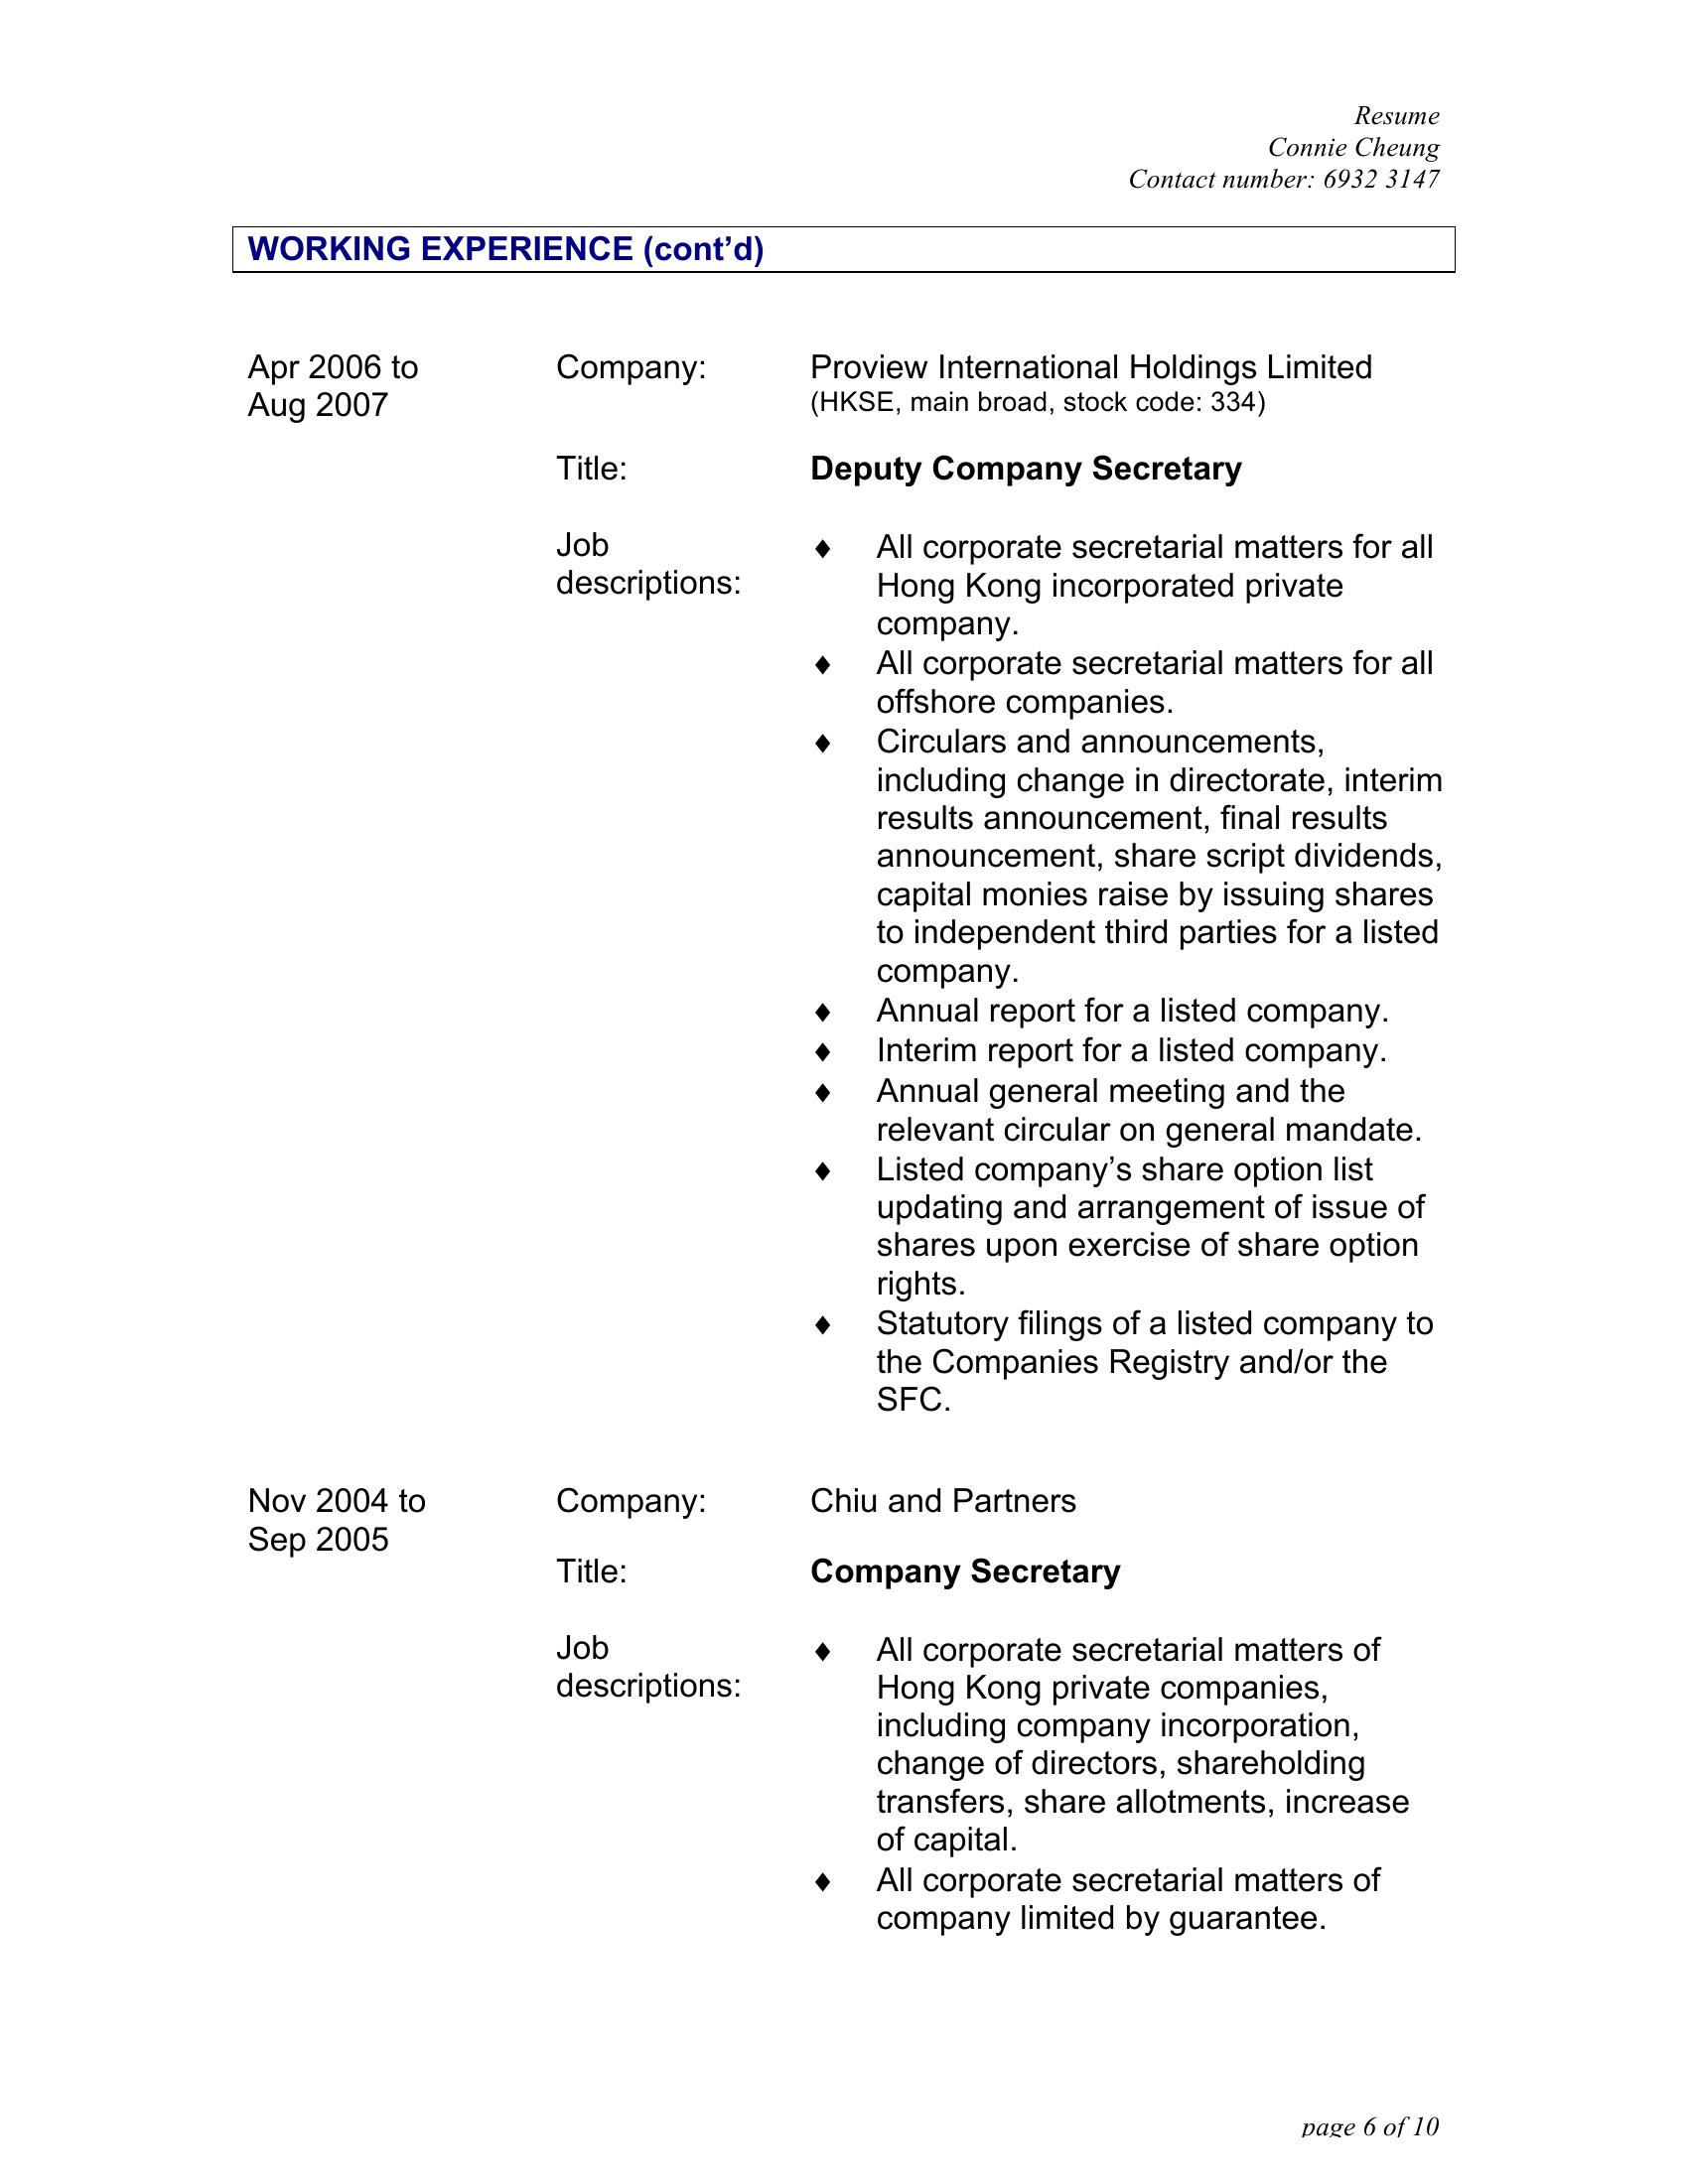 Resume
Connie Cheung
Contact number: 6932 3147
WORKING EXPERIENCE (cont’d)
Apr 2006 to
Aug 2007
Company:
Proview International Holdings Limited
(HKSE, main broad, stock code: 334)
Title:
Deputy Company Secretary
Job
descriptions:
♦ All corporate secretarial matters for all
Hong Kong incorporated private
company.
♦ All corporate secretarial matters for all
offshore companies.
♦ Circulars and announcements,
including change in directorate, interim
results announcement, final results
announcement, share script dividends,
capital monies raise by issuing shares
to independent third parties for a listed
company.
♦ Annual report for a listed company.
♦ Interim report for a listed company.
♦ Annual general meeting and the
relevant circular on general mandate.
♦ Listed company’s share option list
updating and arrangement of issue of
shares upon exercise of share option
rights.
♦ Statutory filings of a listed company to
the Companies Registry and/or the
SFC.
Nov 2004 to
Sep 2005
Company:
Chiu and Partners
Title:
Company Secretary
Job
descriptions:
♦ All corporate secretarial matters of
Hong Kong private companies,
including company incorporation,
change of directors, shareholding
transfers, share allotments, increase
of capital.
♦ All corporate secretarial matters of
company limited by guarantee.
page 6 of 10